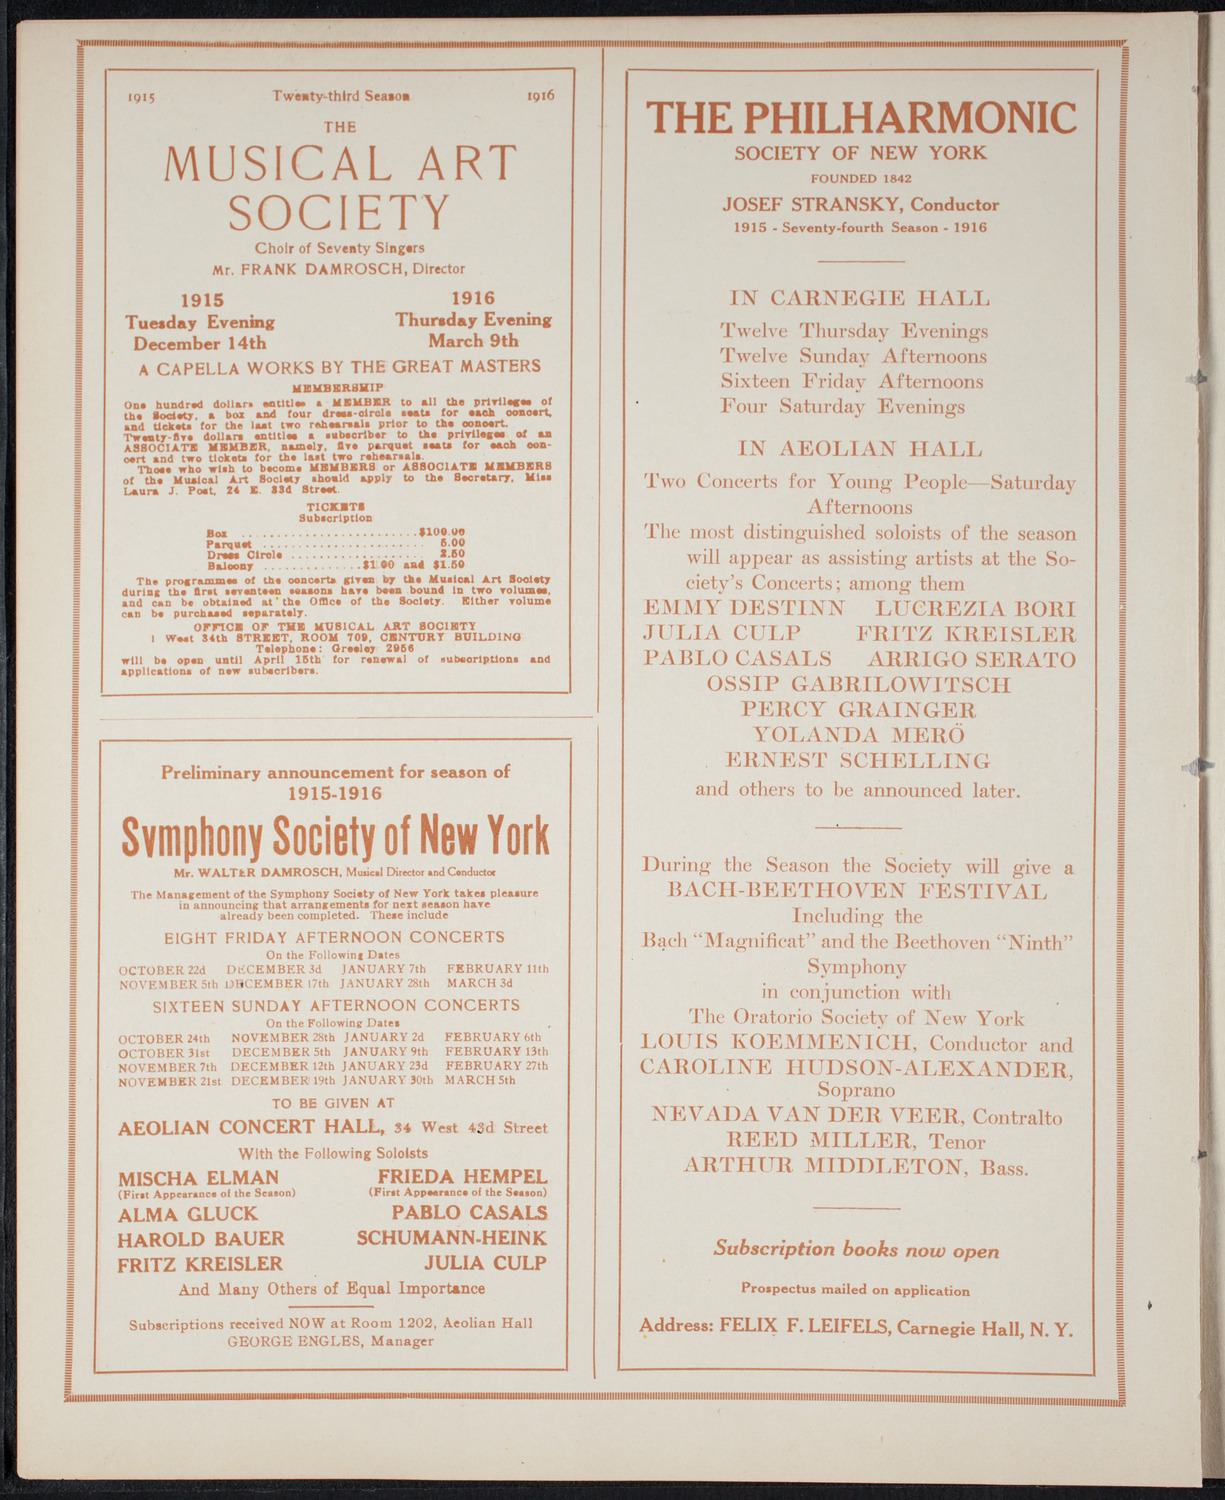 1915 Twenty-third Season 1916
THE
MUSICAL ART
SOCIETY
Choir of Seventy Singers
Mr. FRANK DAMROSCH, Director
1915 1916
Tuesday Evening Thursday Evening
December 14th March 9th
A CAPELLA WORKS BY THE GREAT MASTERS
MEMBERSHIP
One hundred dollars entitles a MEMBER to all the privileges of
the Society, a box and four dress-circle seats for each concert,
and tickets for the last two rehearsals prior to the concert.
Twenty-five dollars entitles a subscriber to the privileges of an
ASSOCIATE MEMBER, namely, five parquet seats for each con-
cert and two tickets for the last two rehearsals.
Those who wish to become MEMBERS or ASSOCIATE MEMBERS
of the Musical Art Society should apply to the Secretary, Miss
Laura J. Post, 24 E. 33d Street.
TICKETS
Subscription
Box .........................$100.00
Parquet ....................... 5.00
Dress Circle ................... 2.50
Balcony ..............$1.00 and $1.50
The programmes of the concerts given by the Musical Art Society
during the first seventeen seasons have been bound in two volumes,
and can be obtained at the Office of the Society. Either volume
can be purchased separately.
OFFICE OF THE MUSICAL ART SOCIETY
1 West 34th STREET, ROOM 709, CENTURY BUILDING
Telephone: Greeley 2956
will be open until April 15th for renewal of subscriptions and
applications of new subscribers.
Preliminary announcement for season of
1915-1916
Symphony Society of New York
Mr. WALTER DAMROSCH, Musical Director and Conductor
The Management of the Symphony Society of New York takes pleasure
in announcing that arrangements for next season have
already been completed. These include
EIGHT FRIDAY AFTERNOON CONCERTS
On the Following Dates
OCTOBER 22d DECEMBER 3d JANUARY 7th FEBRUARY 11th
NOVEMBER 5th DECEMBER 17th JANUARY 28th MARCH 3d
SIXTEEN SUNDAY AFTERNOON CONCERTS
On the Following Dates
OCTOBER 24th NOVEMBER 28th JANUARY 2d FEBRUARY 6th
OCTOBER 31st DECEMBER 5th JANUARY 9th FEBRUARY 13th
NOVEMBER 7th DECEMBER 12th JANUARY 23d FEBRUARY 27th
NOVEMBER 21st DECEMBER 19th JANUARY 30th MARCH 5th
TO BE GIVEN AT
AEOLIAN CONCERT HALL, 34 West 43d Street
With the Following Soloists
MISCHA ELMAN FRIEDA HEMPEL
(First Appearance of the Season) (First Appearance of the Season)
ALMA GLUCK PABLO CASALS
HAROLD BAUER SCHUMANN-HEINK
FRITZ KREISLER JULIA CULP
And Many Others of Equal Importance
Subscriptions received NOW at Room 1202, Aeolian Hall
GEORGE ENGLES, Manager
THE PHILHARMONIC
SOCIETY OF NEW YORK
FOUNDED 1842
JOSEF STRANSKY, Conductor
1915 - Seventy-fourth Season - 1916
IN CARNEGIE HALL
Twelve Thursday Evenings
Twelve Sunday Afternoons
Sixteen Friday Afternoons
Four Saturday Evenings
IN AEOLIAN HALL
Two Concerts for Young People—Saturday
Afternoons
The most distinguished soloists of the season
will appear as assisting artists at the So-
ciety's Concerts; among them
EMMY DESTINN LUCREZIA BORI
JULIA CULP FRITZ KREISLER
PABLO CASALS ARRIGO SERATO
OSSIP GABRILOWITSCH
PERCY GRAINGER
YOLANDA MERÖ
ERNEST SCHELLING
and others to be announced later.
During the Season the Society will give a
BACH-BEETHOVEN FESTIVAL
Including the
Bach "Magnificat" and the Beethoven "Ninth"
Symphony
in conjunction with
The Oratorio Society of New York
LOUIS KOEMMENICH, Conductor and
CAROLINE HUDSON-ALEXANDER,
Soprano
NEVADA VAN DER VEER, Contralto
REED MILLER, Tenor
ARTHUR MIDDLETON, Bass.
Subscription books now open
Prospectus mailed on application
Address: FELIX F. LEIFELS, Carnegie Hall, N. Y.